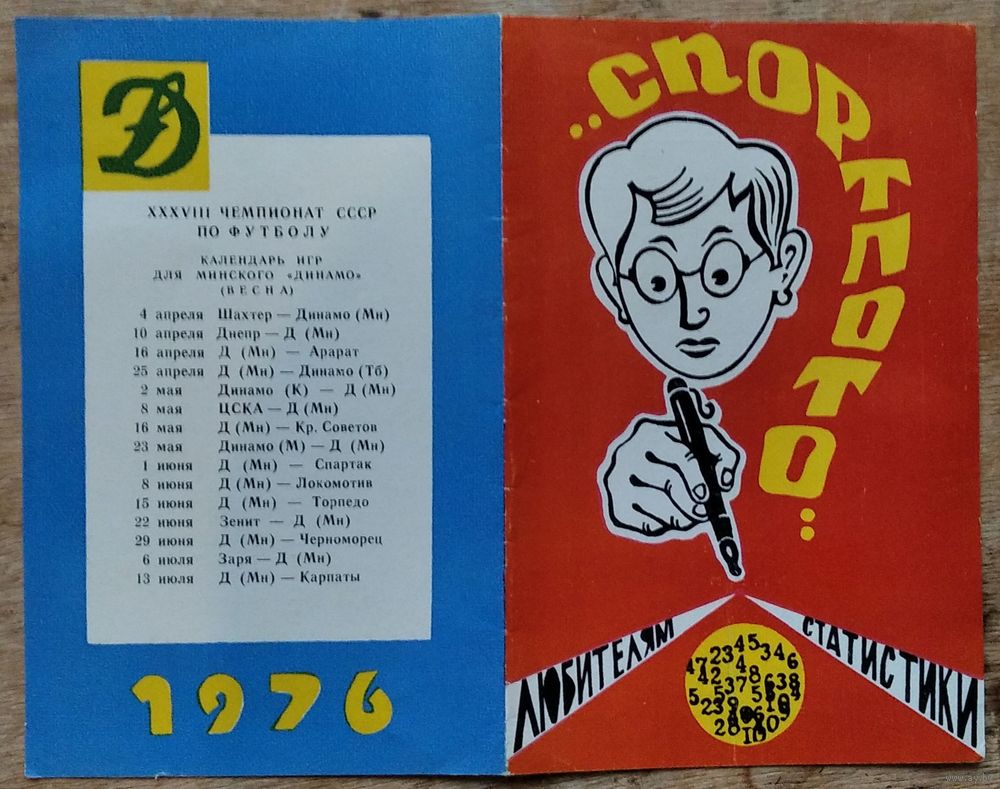 Д
XXXVIII ЧЕМПИОНАТ СССР
ПО ФУТБОЛУ
КАЛЕНДАРЬ ИГР
ДЛЯ МИНСКОГО «ДИНАМО»
(ВЕСНА)
4 апреля Шахтер — Динамо (Мн)
10 апреля Днепр — Д (Мн)
16 апреля Д (Мн) — Арарат
25 апреля Д (Мн) — Динамо (Тб)
2 мая Динамо (К) — Д (Мн)
8 мая ЦСКА — Д (Мн)
16 мая Д (Мн) — Кр. Советов
23 мая Динамо (М) — Д (Мн)
1 июня Д (Мн) — Спартак
8 июня Д (Мн) — Локомотив
15 июня Д (Мн) — Торпедо
22 июня Зенит — Д (Мн)
29 июня Д (Мн) — Черноморец
6 июля Заря — Д (Мн)
13 июля Д (Мн) — Карпаты
1976
„СПОРТЛОТО“
ЛЮБИТЕЛЯМ
СТАТИСТИКИ